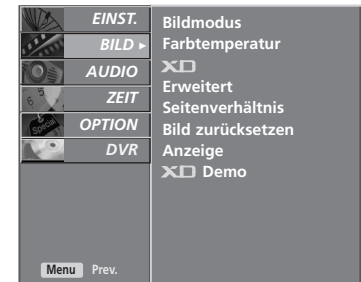 EINST.
BILD ►
AUDIO
ZEIT
OPTION
DVR
Bildmodus
Farbtemperatur
XD
Erweitert
Seitenverhältnis
Bild zurücksetzen
Anzeige
XD Demo
Menu Prev.